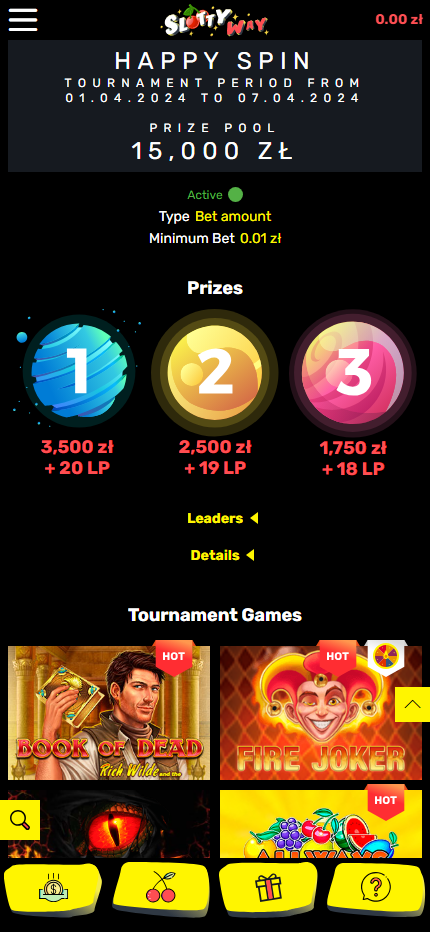 SLOTTY WAY
0.00 zł
HAPPY SPIN
TOURNAMENT PERIOD FROM
01.04.2024 TO 07.04.2024
PRIZE POOL
15,000 ZŁ
Active
Type Bet amount
Minimum Bet 0.01 zł
Prizes
1 2 3
3,500 zł 2,500 zł 1,750 zł
+ 20 LP + 19 LP + 18 LP
Leaders
Details
Tournament Games
HOT HOT
BOOK OF DEAD FIRE JOKER
Rich Wilde and the
HOT
ALLWAYS
$
?